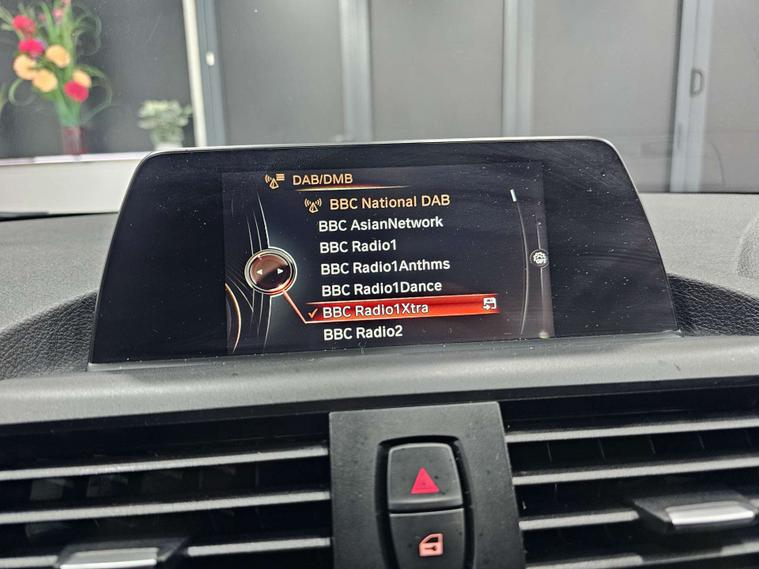 DAB/DMB
BBC National DAB
BBC AsianNetwork
BBC Radio1
BBC Radio1Anthms
BBC Radio1Dance
BBC Radio1Xtra
BBC Radio2